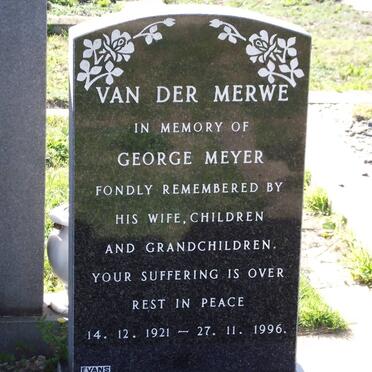 VAN DER MERWE
IN MEMORY OF
GEORGE MEYER
FONDLY REMEMBERED BY
HIS WIFE, CHILDREN
AND GRANDCHILDREN.
YOUR SUFFERING IS OVER
REST IN PEACE
14. 12. 1921 — 27. 11. 1996.
EVANS